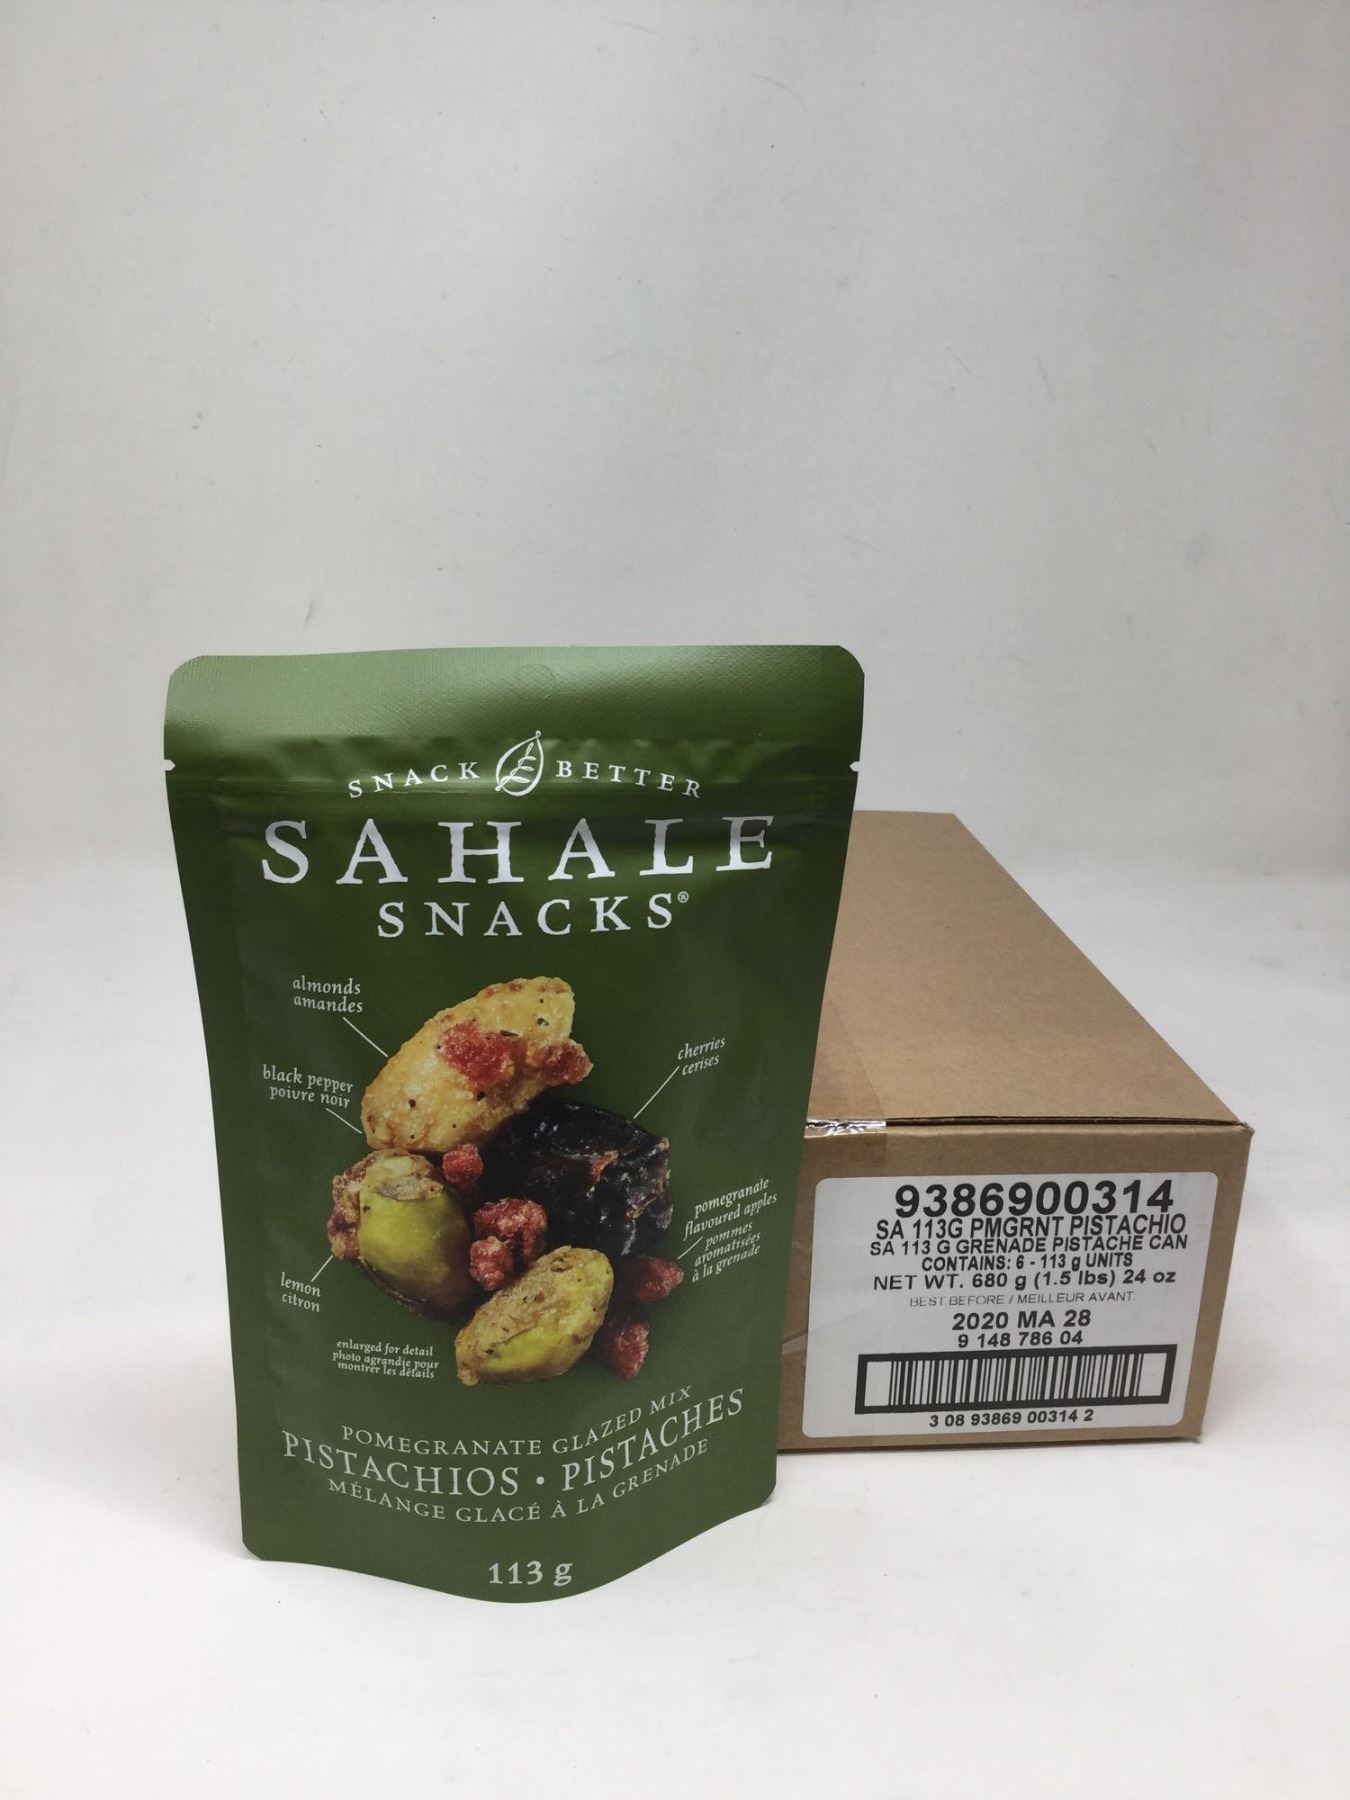 SNACK BETTER
SAHALE
SNACKS®
almonds
amandes
black pepper
poivre noir
cherries
cerises
pomegranate
flavoured apples
pommes
aromatisées
à la grenade
lemon
citron
enlarged for detail
photo agrandie pour
montrer les détails
POMEGRANATE GLAZED MIX
PISTACHIOS • PISTACHES
MÉLANGE GLACÉ À LA GRENADE
113 g
9386900314
SA 113G PMGRNT PISTACHIO
SA 113 G GRENADE PISTACHE CAN
CONTAINS: 6 - 113 g UNITS
NET WT. 680 g (1.5 lbs) 24 oz
BEST BEFORE / MEILLEUR AVANT:
2020 MA 28
9 148 786 04
3 08 93869 00314 2